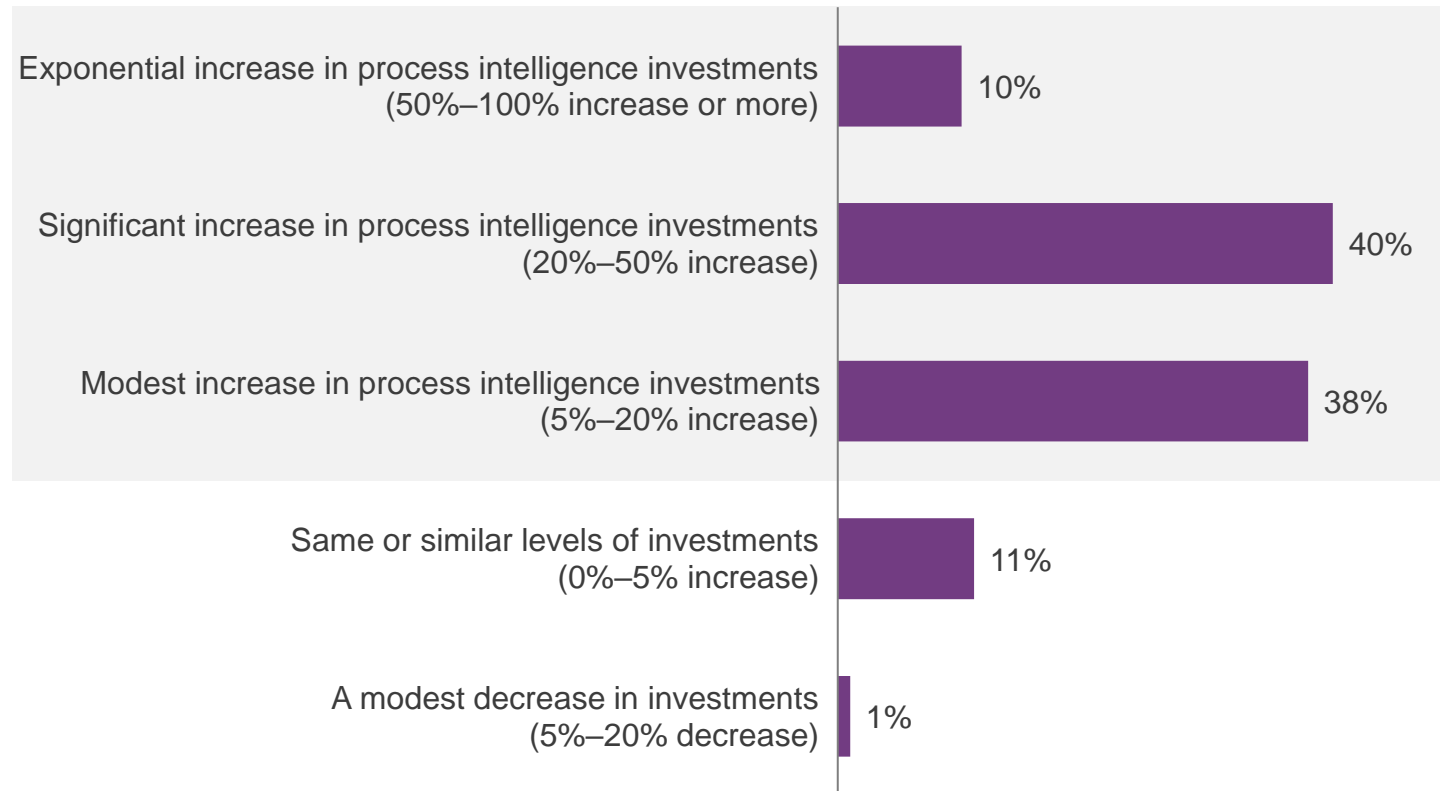 Exponential increase in process intelligence investments
(50%–100% increase or more)
10%
Significant increase in process intelligence investments
(20%–50% increase)
40%
Modest increase in process intelligence investments
(5%–20% increase)
38%
Same or similar levels of investments
(0%–5% increase)
11%
A modest decrease in investments
(5%–20% decrease)
1%